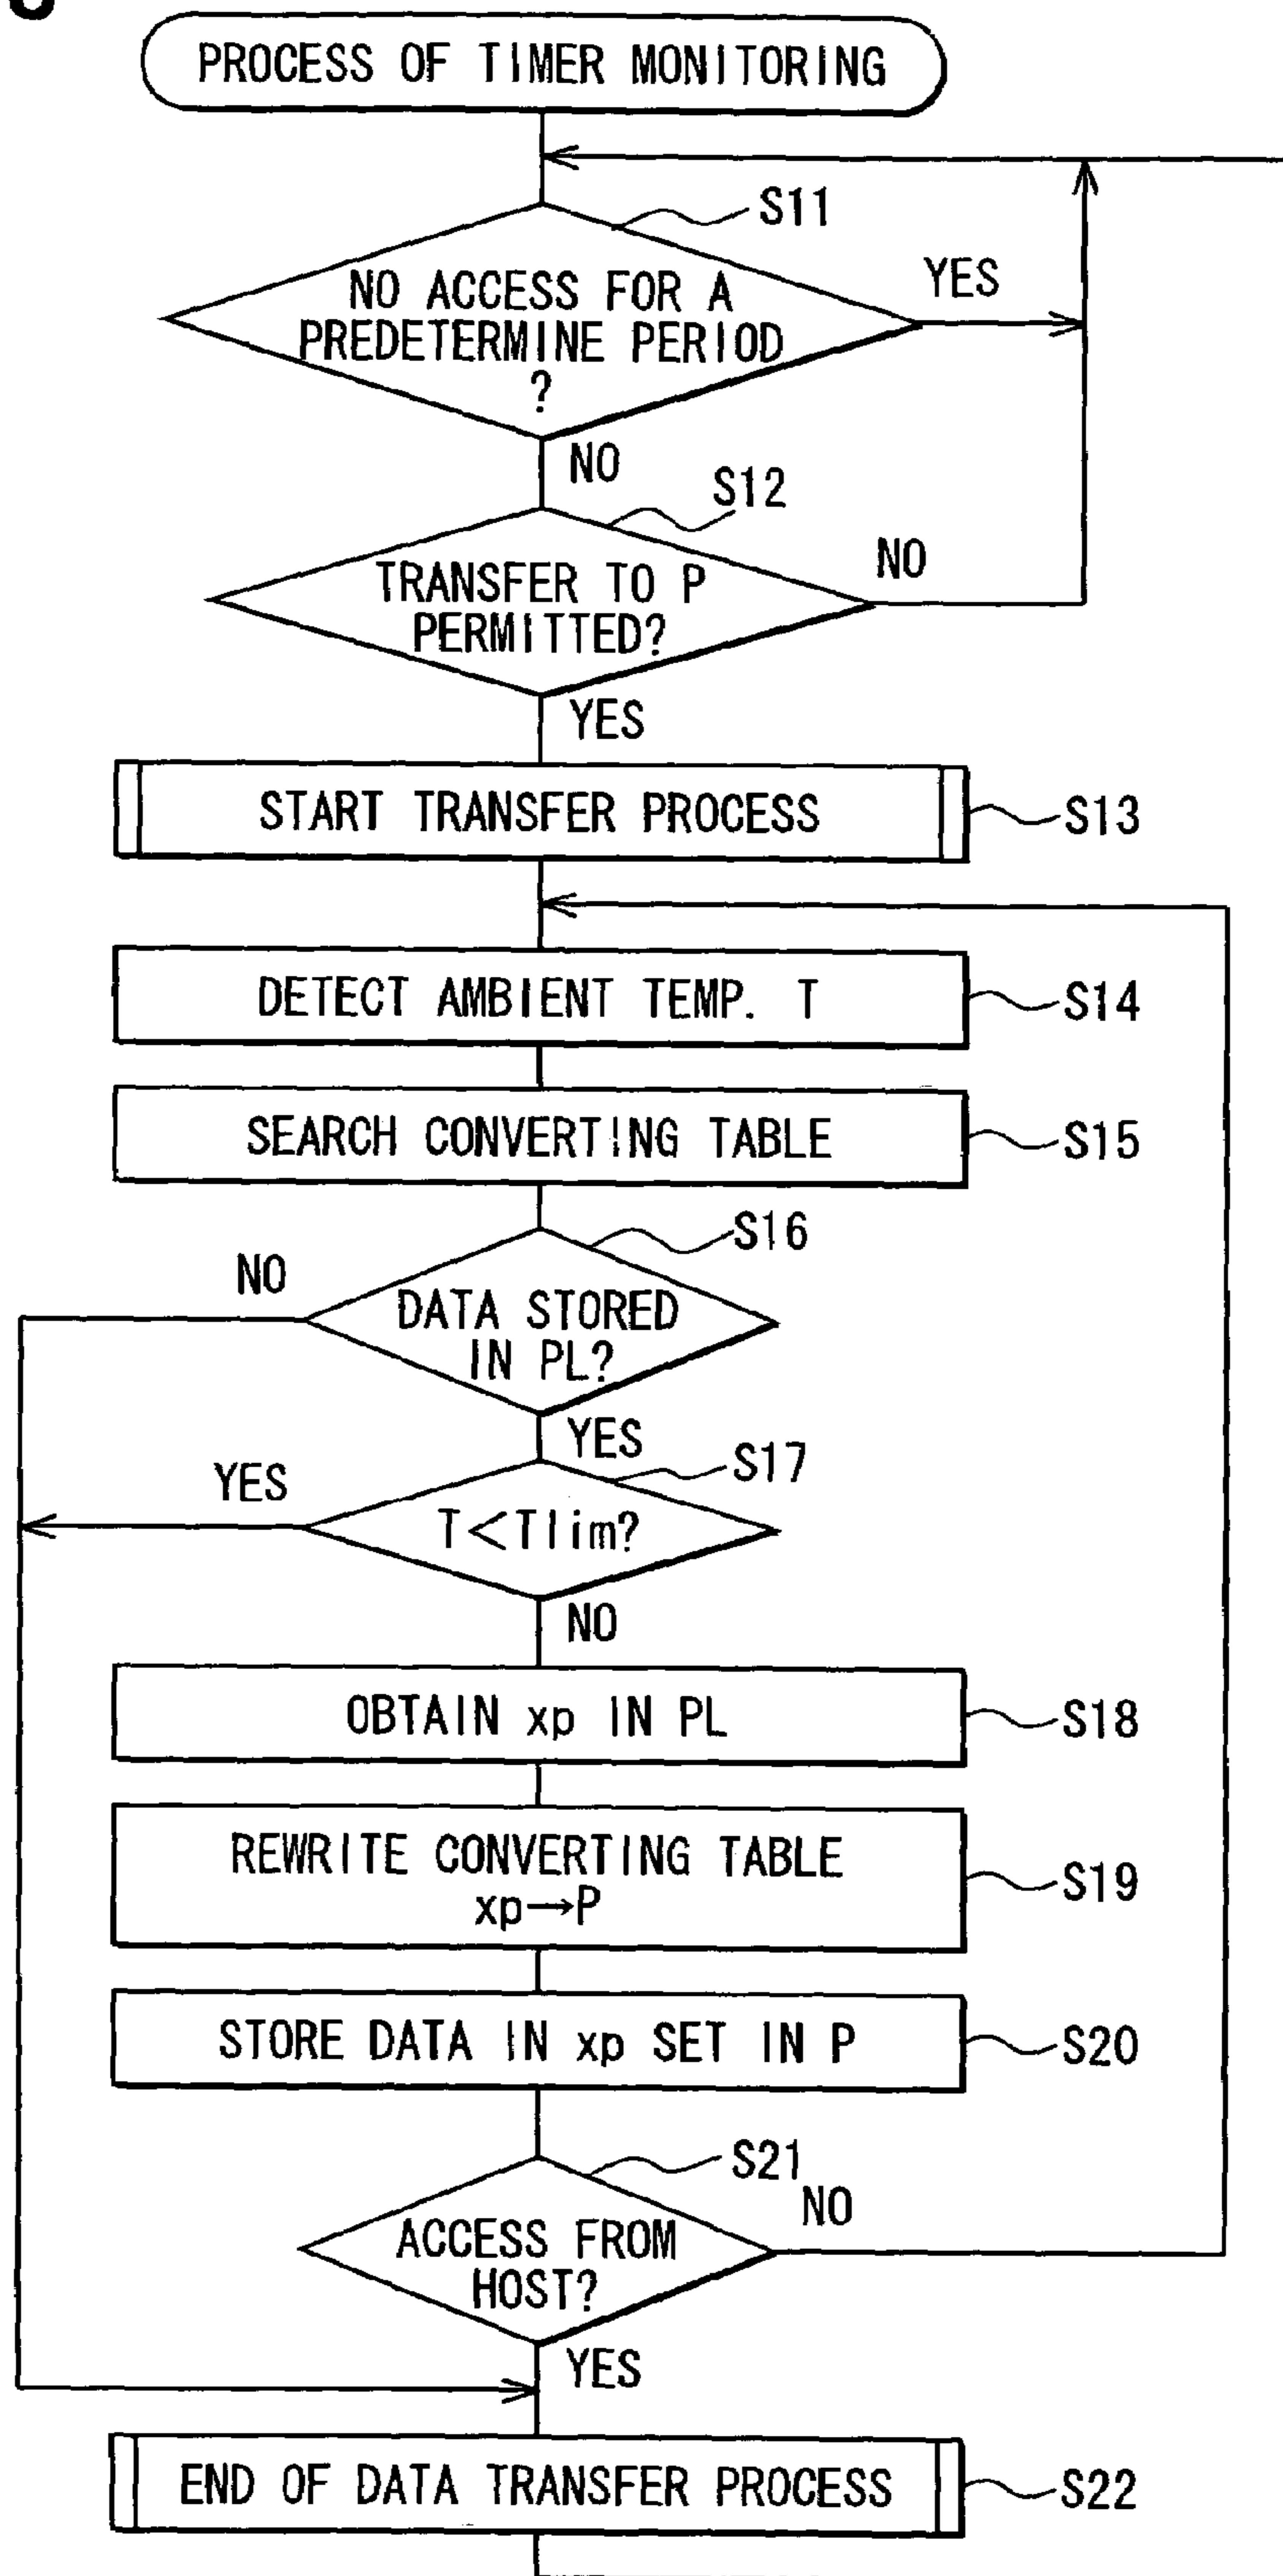 PROCESS OF TIMER MONITORING
S11
NO ACCESS FOR A
PREDETERMINE PERIOD
?
YES
NO
S12
TRANSFER TO P
PERMITTED?
NO
YES
START TRANSFER PROCESS
S13
DETECT AMBIENT TEMP. T
S14
SEARCH CONVERTING TABLE
S15
S16
NO
DATA STORED
IN PL?
YES
S17
YES
T<Tlim?
NO
OBTAIN xp IN PL
S18
REWRITE CONVERTING TABLE
xp→P
S19
STORE DATA IN xp SET IN P
S20
S21
NO
ACCESS FROM
HOST?
YES
END OF DATA TRANSFER PROCESS
S22